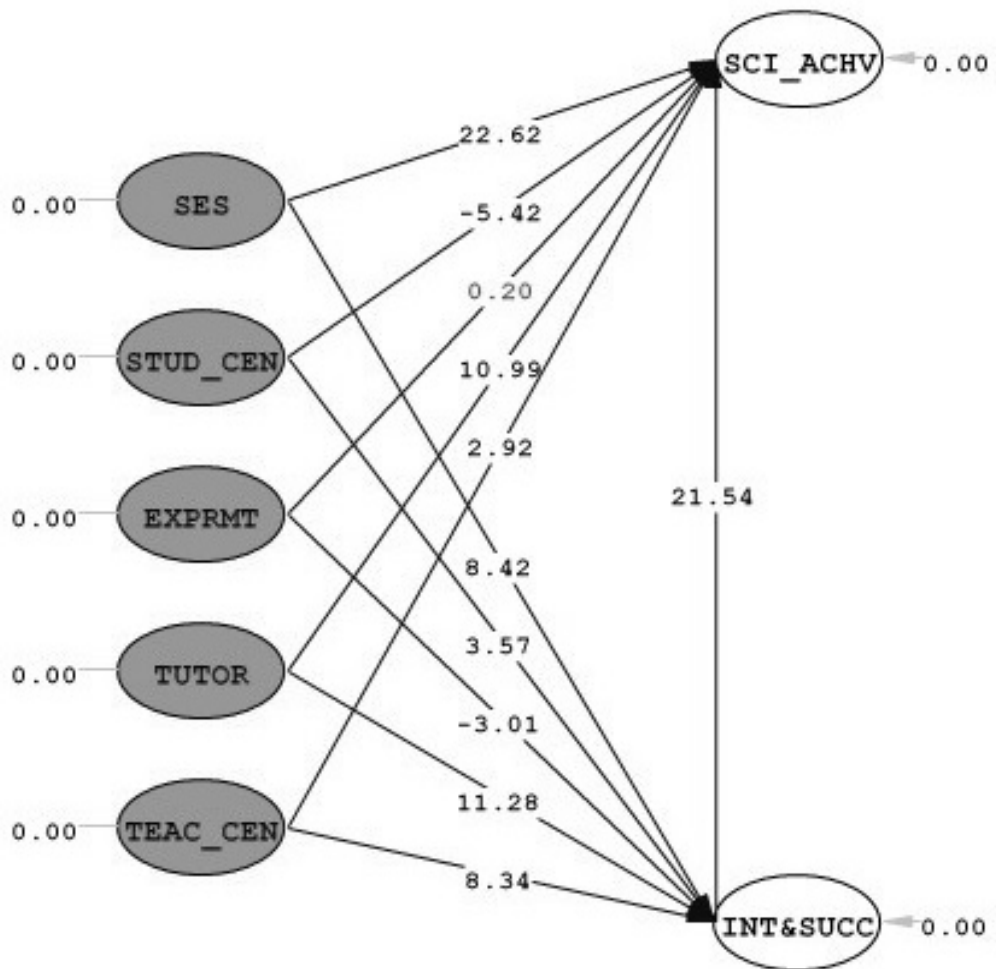 SCI_ACHV
0.00
22.62
0.00
SES
-5.42
0.20
0.00
STUD_CEN
10.99
2.92
21.54
0.00
EXPRMT
8.42
3.57
0.00
TUTOR
-3.01
11.28
0.00
TEAC_CEN
8.34
INT&SUCC
0.00